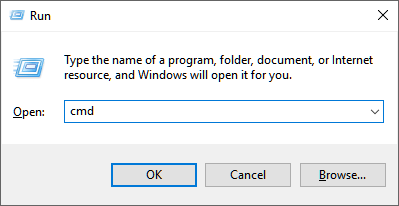 Run
Type the name of a program, folder, document, or Internet
resource, and Windows will open it for you.
Open: cmd
OK Cancel Browse...